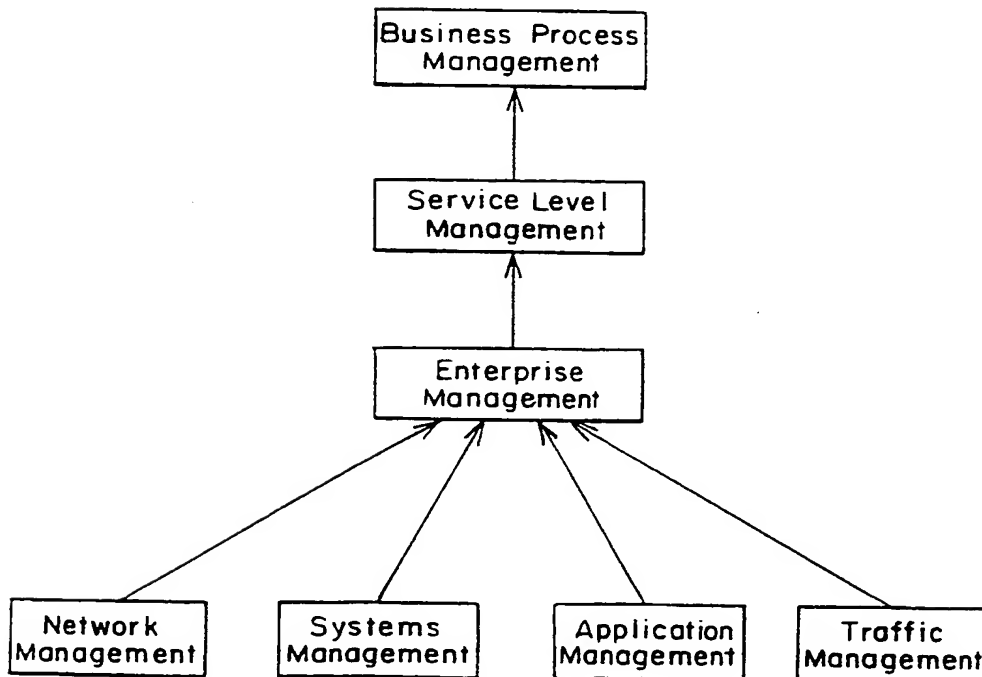 Business Process
Management
Service Level
Management
Enterprise
Management
Network
Management
Systems
Management
Application
Management
Traffic
Management